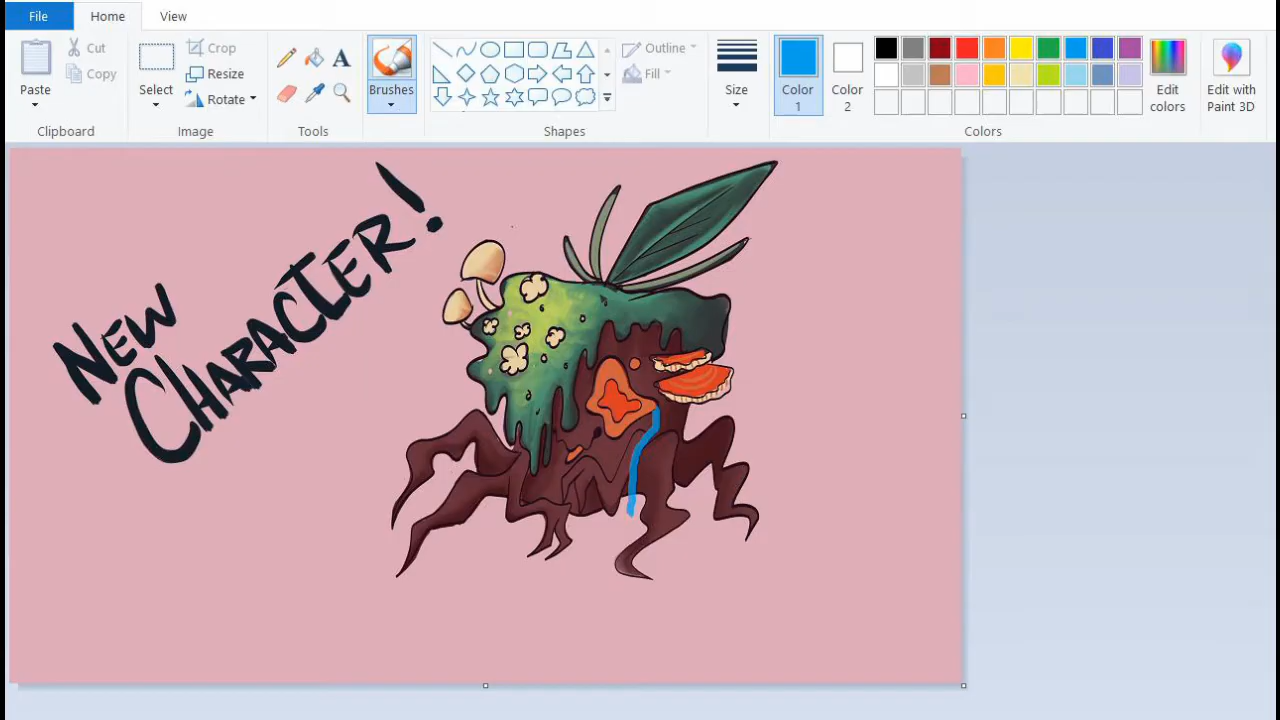 File Home View
Paste Cut Copy
Clipboard
Select Crop Resize Rotate
Image
A
Tools
Brushes
Outline Fill
Shapes
Size
Color 1
Color 2
Edit colors
Colors
Edit with Paint 3D
NEW
CHARACTER!